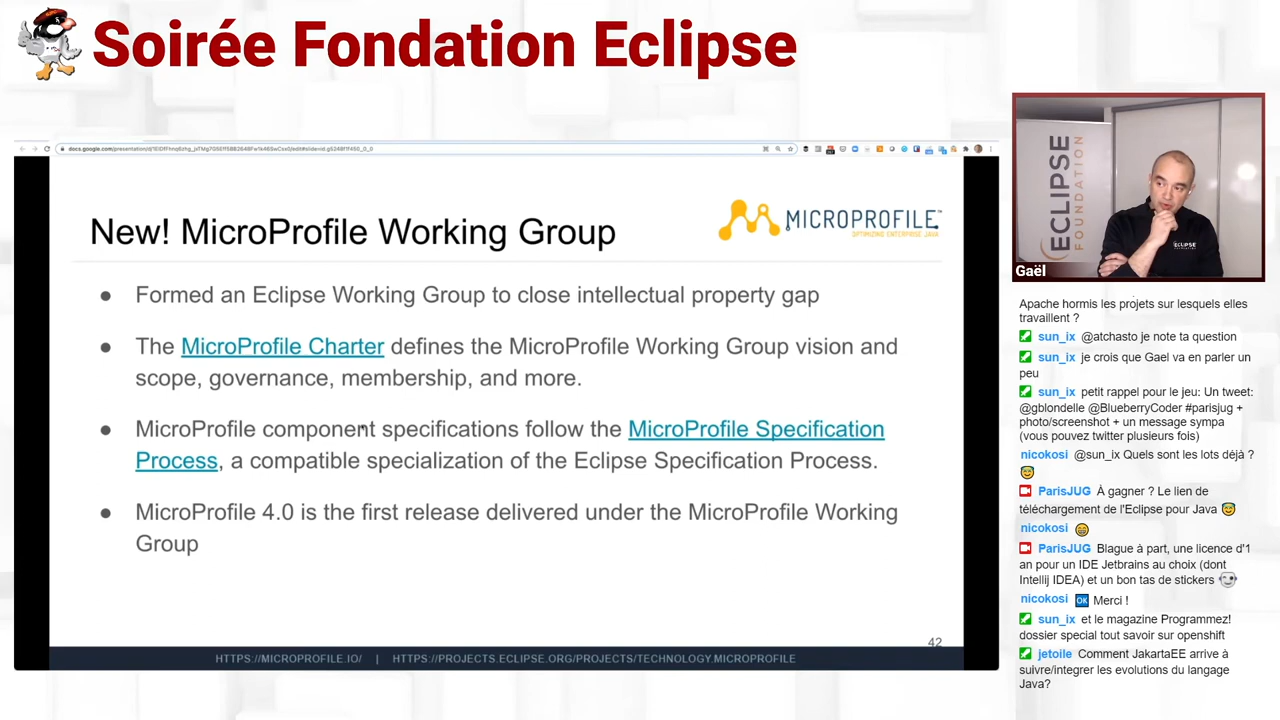 Soirée Fondation Eclipse
New! MicroProfile Working Group
MICROPROFILE™
OPTIMIZING ENTERPRISE JAVA
● Formed an Eclipse Working Group to close intellectual property gap
● The MicroProfile Charter defines the MicroProfile Working Group vision and
scope, governance, membership, and more.
● MicroProfile component specifications follow the MicroProfile Specification
Process, a compatible specialization of the Eclipse Specification Process.
● MicroProfile 4.0 is the first release delivered under the MicroProfile Working
Group
42
HTTPS://MICROPROFILE.IO/ | HTTPS://PROJECTS.ECLIPSE.ORG/PROJECTS/TECHNOLOGY.MICROPROFILE
ECLIPSE
FOUNDATION
ECLIPSE
Gaël
Apache hormis les projets sur lesquels elles
travaillent ?
sun_ix @atchasto je note ta question
sun_ix je crois que Gael va en parler un
peu
sun_ix petit rappel pour le jeu: Un tweet:
@gblondelle @BlueberryCoder #parisjug +
photo/screenshot + un message sympa
(vous pouvez twitter plusieurs fois)
nicokosi @sun_ix Quels sont les lots déjà ?
😇
ParisJUG À gagner ? Le lien de
téléchargement de l'Eclipse pour Java 😇
nicokosi 😁
ParisJUG Blague à part, une licence d'1
an pour un IDE Jetbrains au choix (dont
Intellij IDEA) et un bon tas de stickers
nicokosi 🆗 Merci !
sun_ix et le magazine Programmez!
dossier special tout savoir sur openshift
jetoile Comment JakartaEE arrive à
suivre/integrer les evolutions du langage
Java?